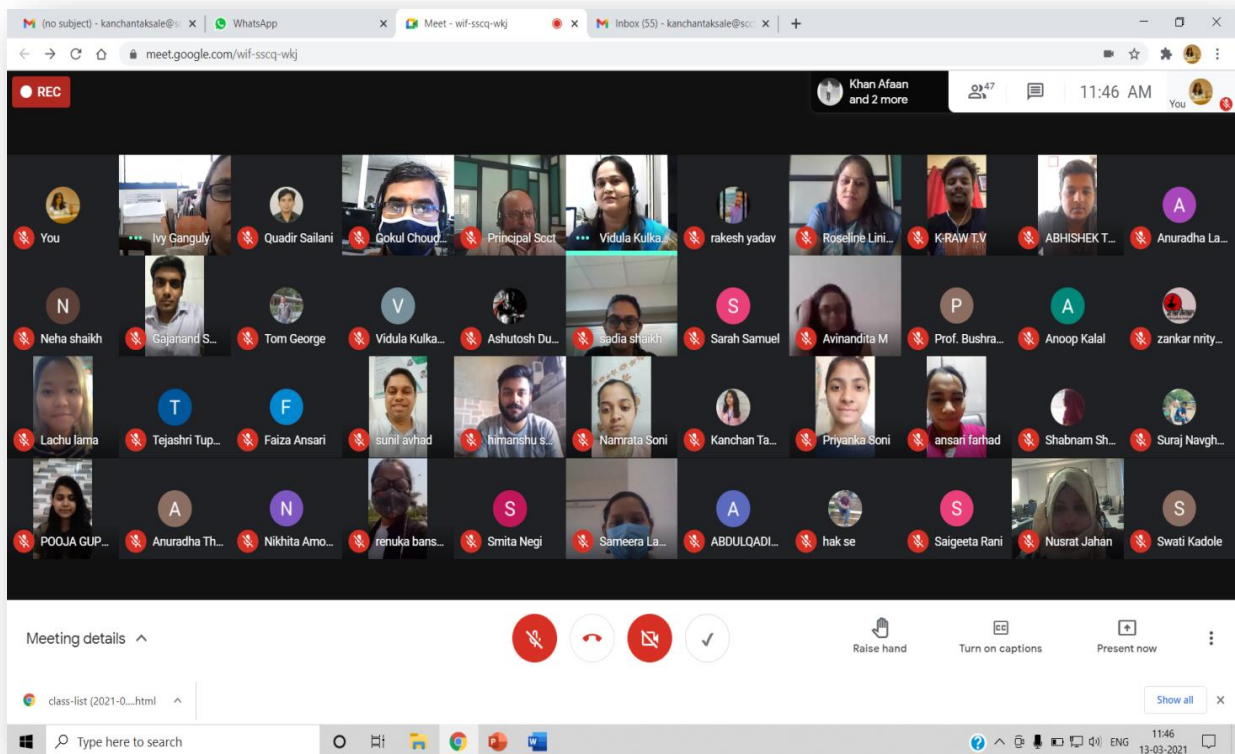 (no subject) - kanchantaksale@s
WhatsApp
Meet - wif-sscq-wkj
Inbox (55) - kanchantaksale@scc
meet.google.com/wif-sscq-wkj
REC
Khan Afaan
and 2 more
47
11:46 AM
You
You
Ivy Ganguly
Quadir Sailani
Gokul Choud...
Principal Scct
Vidula Kulka...
rakesh yadav
Roseline Lini...
K-RAW T.V
ABHISHEK T...
A
Anuradha La...
N
Neha shaikh
Gajanand S...
Tom George
V
Vidula Kulka...
Ashutosh Du...
sadia shaikh
S
Sarah Samuel
Avinandita M
P
Prof. Bushra...
A
Anoop Kalal
zankar nrity...
Lachu lama
T
Tejashri Tup...
F
Faiza Ansari
sunil avhad
himanshu s...
Namrata Soni
Kanchan Ta...
Priyanka Soni
ansari farhad
Shabnam Sh...
Suraj Navgh...
POOJA GUP...
A
Anuradha Th...
N
Nikhita Amo...
renuka bans...
S
Smita Negi
Sameera La...
A
ABDULQADI...
hak se
S
Saigeeta Rani
Nusrat Jahan
S
Swati Kadole
Meeting details
Raise hand
CC
Turn on captions
Present now
class-list (2021-0....html
Show all
Type here to search
ENG
11:46
13-03-2021